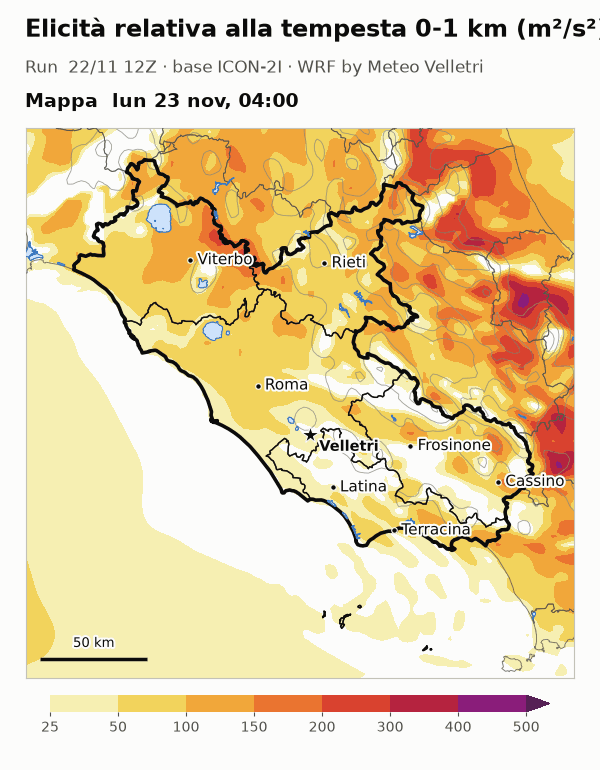 Elicità relativa alla tempesta 0-1 km (m²/s²)
Run 22/11 12Z · base ICON-2I · WRF by Meteo Velletri
Mappa lun 23 nov, 04:00
Viterbo
Rieti
Roma
Velletri
Frosinone
Latina
Cassino
Terracina
50 km
25 50 100 150 200 300 400 500